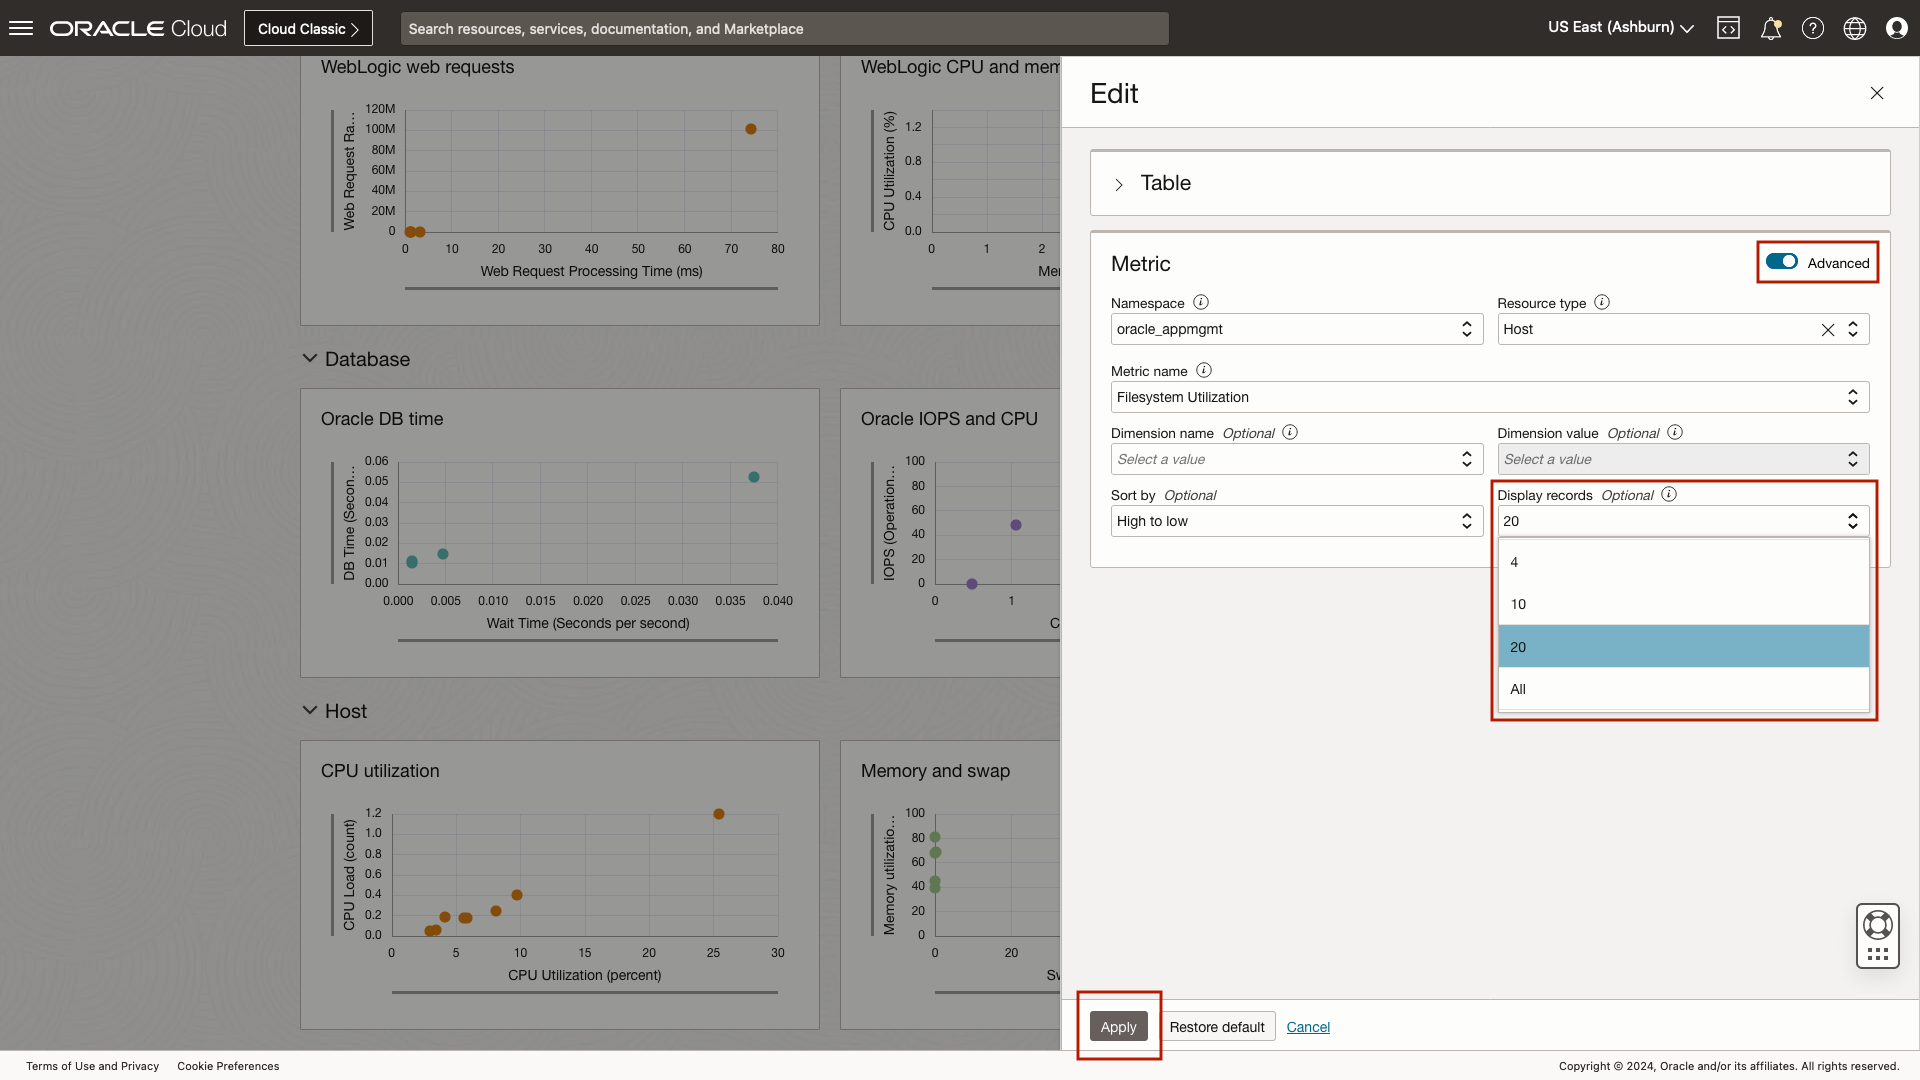 ORACLE Cloud
Cloud Classic
Search resources, services, documentation, and Marketplace
US East (Ashburn)
WebLogic web requests
Web Request Ra...
120M
100M
80M
60M
40M
20M
0
0 10 20 30 40 50 60 70 80
Web Request Processing Time (ms)
WebLogic CPU and mem
CPU Utilization (%)
1.2
0.8
0.4
0.0
0 1 2
Mer
Database
Oracle DB time
DB Time (Secon...
0.06
0.05
0.04
0.03
0.02
0.01
0.00
0.000 0.005 0.010 0.015 0.020 0.025 0.030 0.035 0.040
Wait Time (Seconds per second)
Oracle IOPS and CPU
IOPS (Operation...
100
80
60
40
20
0
0 1
C
Host
CPU utilization
CPU Load (count)
1.2
1.0
0.8
0.6
0.4
0.2
0.0
0 5 10 15 20 25 30
CPU Utilization (percent)
Memory and swap
Memory utilizatio...
100
80
60
40
20
0
0 20
Sv
Edit
Table
Metric
Advanced
Namespace
oracle_appmgmt
Resource type
Host
Metric name
Filesystem Utilization
Dimension name Optional
Select a value
Dimension value Optional
Select a value
Sort by Optional
High to low
Display records Optional
20
4
10
20
All
Apply
Restore default
Cancel
Terms of Use and Privacy
Cookie Preferences
Copyright © 2024, Oracle and/or its affiliates. All rights reserved.